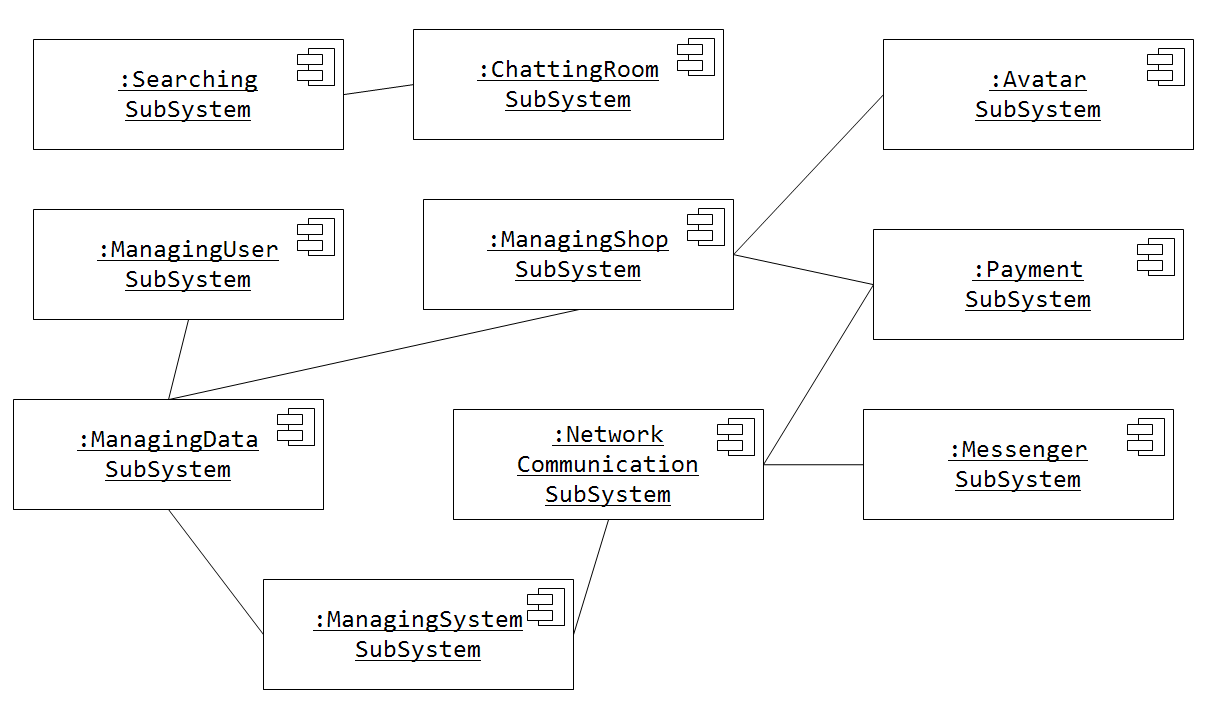 :Searching
SubSystem
:ChattingRoom
SubSystem
:Avatar
SubSystem
:ManagingUser
SubSystem
:ManagingShop
SubSystem
:Payment
SubSystem
:ManagingData
SubSystem
:Network
Communication
SubSystem
:Messenger
SubSystem
:ManagingSystem
SubSystem